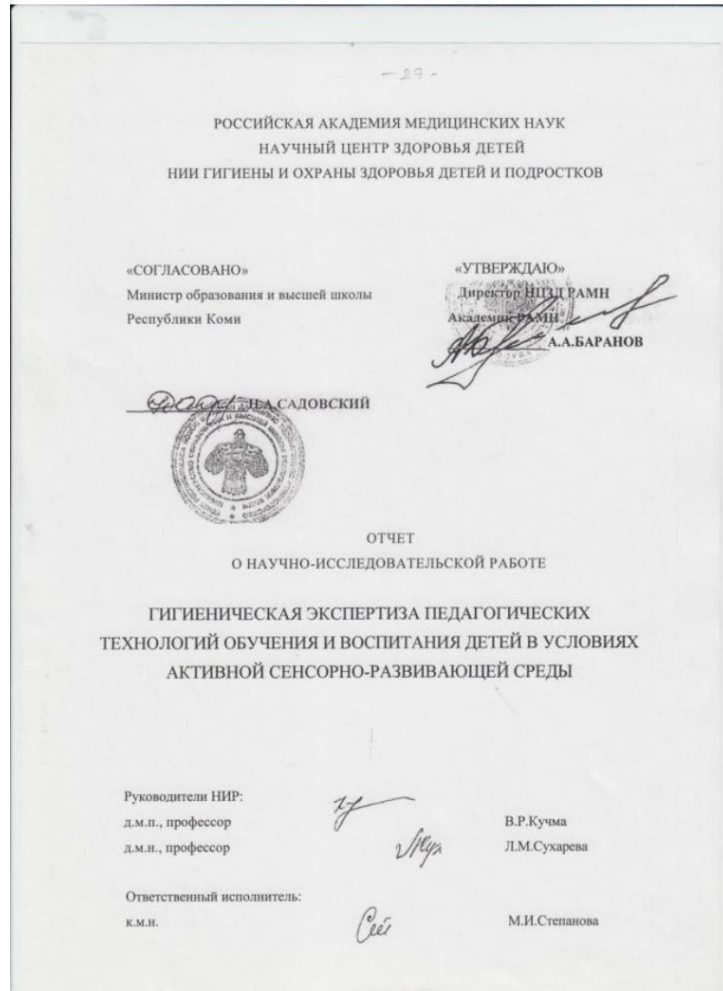 - 29 -
РОССИЙСКАЯ АКАДЕМИЯ МЕДИЦИНСКИХ НАУК
НАУЧНЫЙ ЦЕНТР ЗДОРОВЬЯ ДЕТЕЙ
НИИ ГИГИЕНЫ И ОХРАНЫ ЗДОРОВЬЯ ДЕТЕЙ И ПОДРОСТКОВ
«СОГЛАСОВАНО»
Министр образования и высшей школы
Республики Коми
«УТВЕРЖДАЮ»
Директор НЦЗД РАМН
Академик РАМН
А.А.БАРАНОВ
САДОВСКИЙ
ОТЧЕТ
О НАУЧНО-ИССЛЕДОВАТЕЛЬСКОЙ РАБОТЕ
ГИГИЕНИЧЕСКАЯ ЭКСПЕРТИЗА ПЕДАГОГИЧЕСКИХ
ТЕХНОЛОГИЙ ОБУЧЕНИЯ И ВОСПИТАНИЯ ДЕТЕЙ В УСЛОВИЯХ
АКТИВНОЙ СЕНСОРНО-РАЗВИВАЮЩЕЙ СРЕДЫ
Руководители НИР:
д.м.н., профессор
В.Р.Кучма
д.м.н., профессор
Л.М.Сухарева
Ответственный исполнитель:
к.м.н.
М.И.Степанова